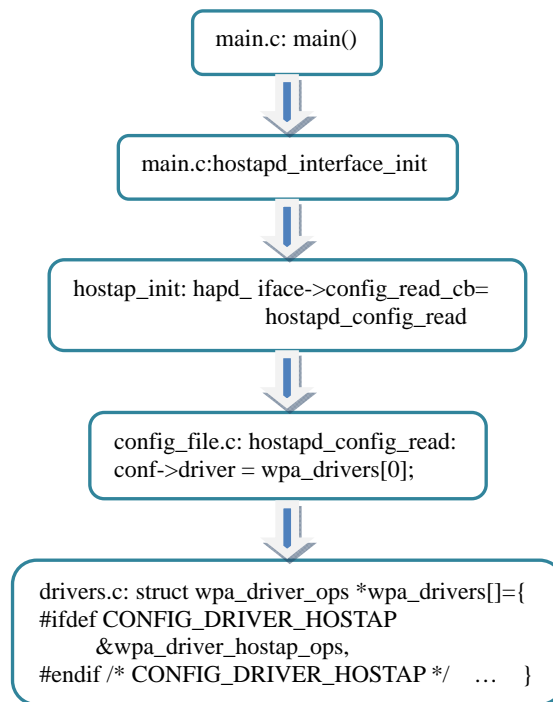 main.c: main()
main.c:hostapd_interface_init
hostap_init: hapd_ iface->config_read_cb=
hostapd_config_read
config_file.c: hostapd_config_read:
conf->driver = wpa_drivers[0];
drivers.c: struct wpa_driver_ops *wpa_drivers[]={
#ifdef CONFIG_DRIVER_HOSTAP
&wpa_driver_hostap_ops,
#endif /* CONFIG_DRIVER_HOSTAP */ … }